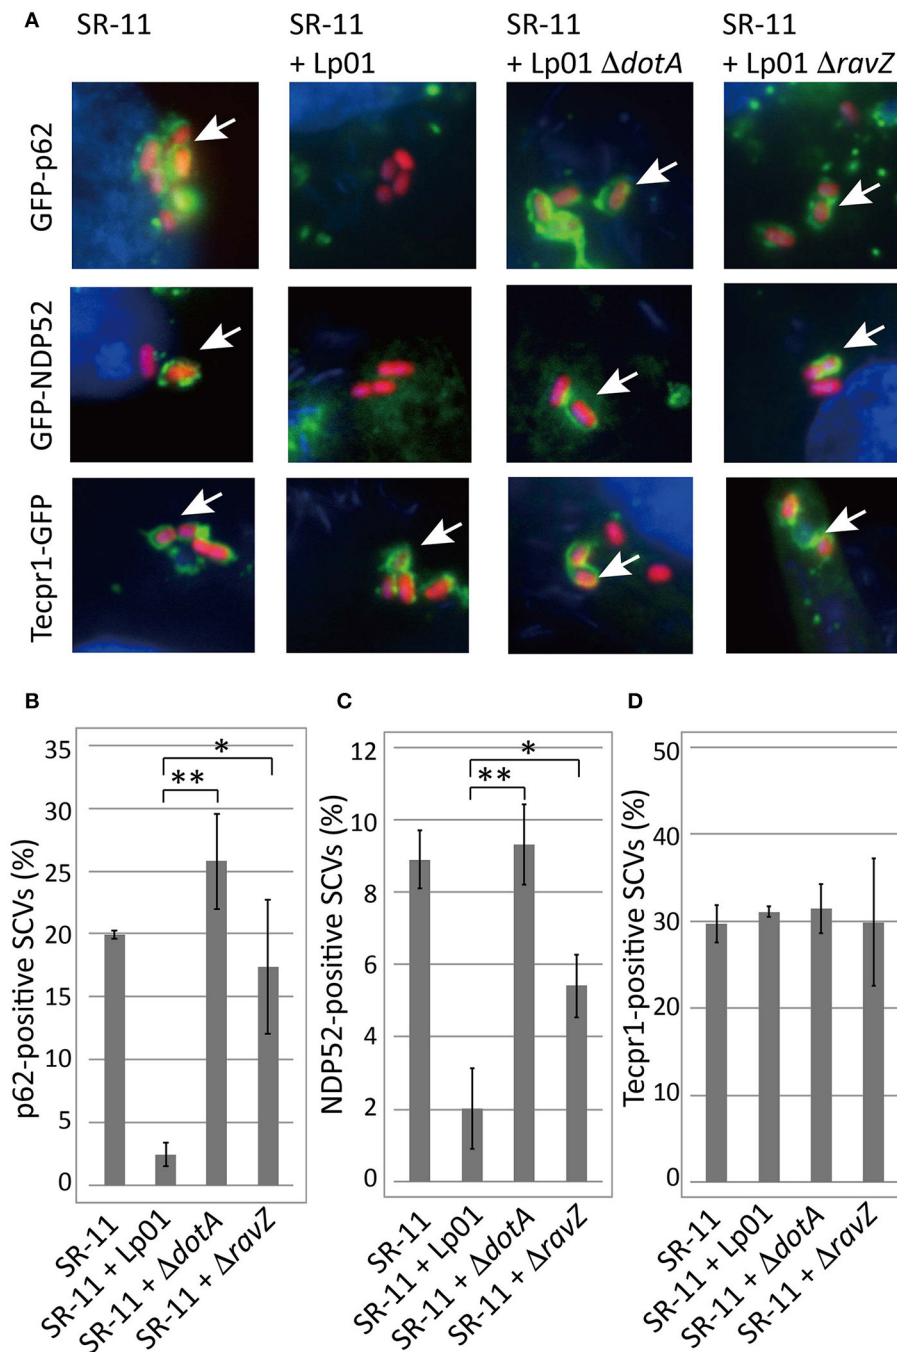 A
SR-11
SR-11
+ Lp01
SR-11
+ Lp01 ΔdotA
SR-11
+ Lp01 ΔravZ
GFP-p62
GFP-NDP52
Tecpr1-GFP
B
p62-positive SCVs (%)
35
30
25
20
15
10
5
0
*
**
SR-11
SR-11 + Lp01
SR-11 + ΔdotA
SR-11 + ΔravZ
C
NDP52-positive SCVs (%)
12
10
8
6
4
2
0
*
**
SR-11
SR-11 + Lp01
SR-11 + ΔdotA
SR-11 + ΔravZ
D
Tecpr1-positive SCVs (%)
50
40
30
20
10
0
SR-11
SR-11 + Lp01
SR-11 + ΔdotA
SR-11 + ΔravZ